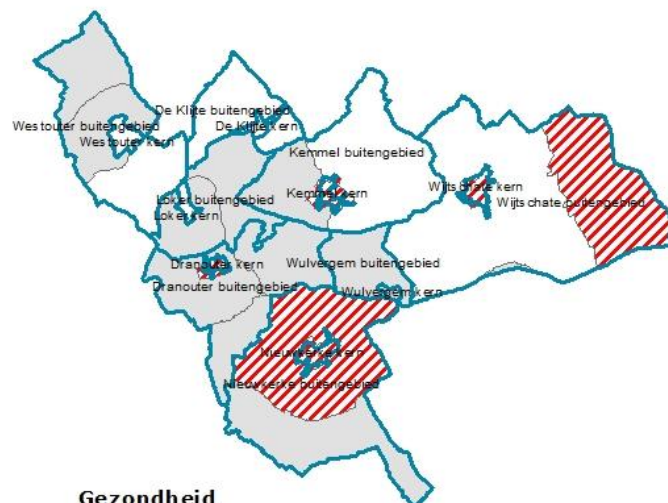 De Klijte buitengebied
De Klijte kern
Westouter buitengebied
Westouter kern
Kemmel buitengebied
Kemmel kern
Wijtschate kern
Wijtschate buitengebied
Loker buitengebied
Loker kern
Dranouter kern
Dranouter buitengebied
Wulvergem buitengebied
Wulvergem kern
Nieuwkerke kern
Nieuwkerke buitengebied
Gezondheid